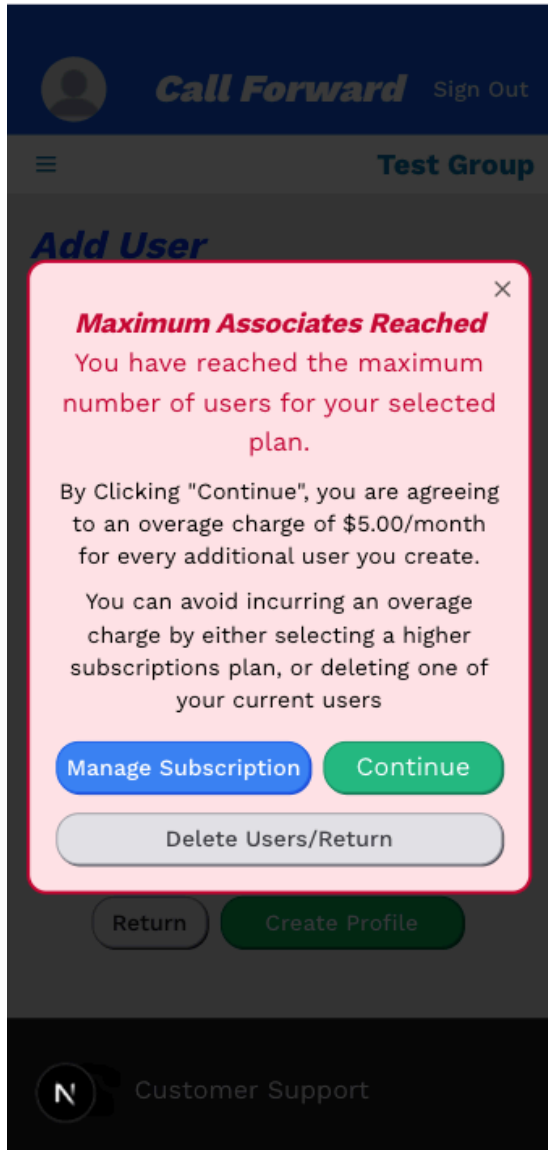 Call Forward Sign Out
Test Group
Add User
Maximum Associates Reached
You have reached the maximum
number of users for your selected
plan.
By Clicking "Continue", you are agreeing
to an overage charge of $5.00/month
for every additional user you create.
You can avoid incurring an overage
charge by either selecting a higher
subscriptions plan, or deleting one of
your current users
Manage Subscription Continue
Delete Users/Return
Return Create Profile
N Customer Support